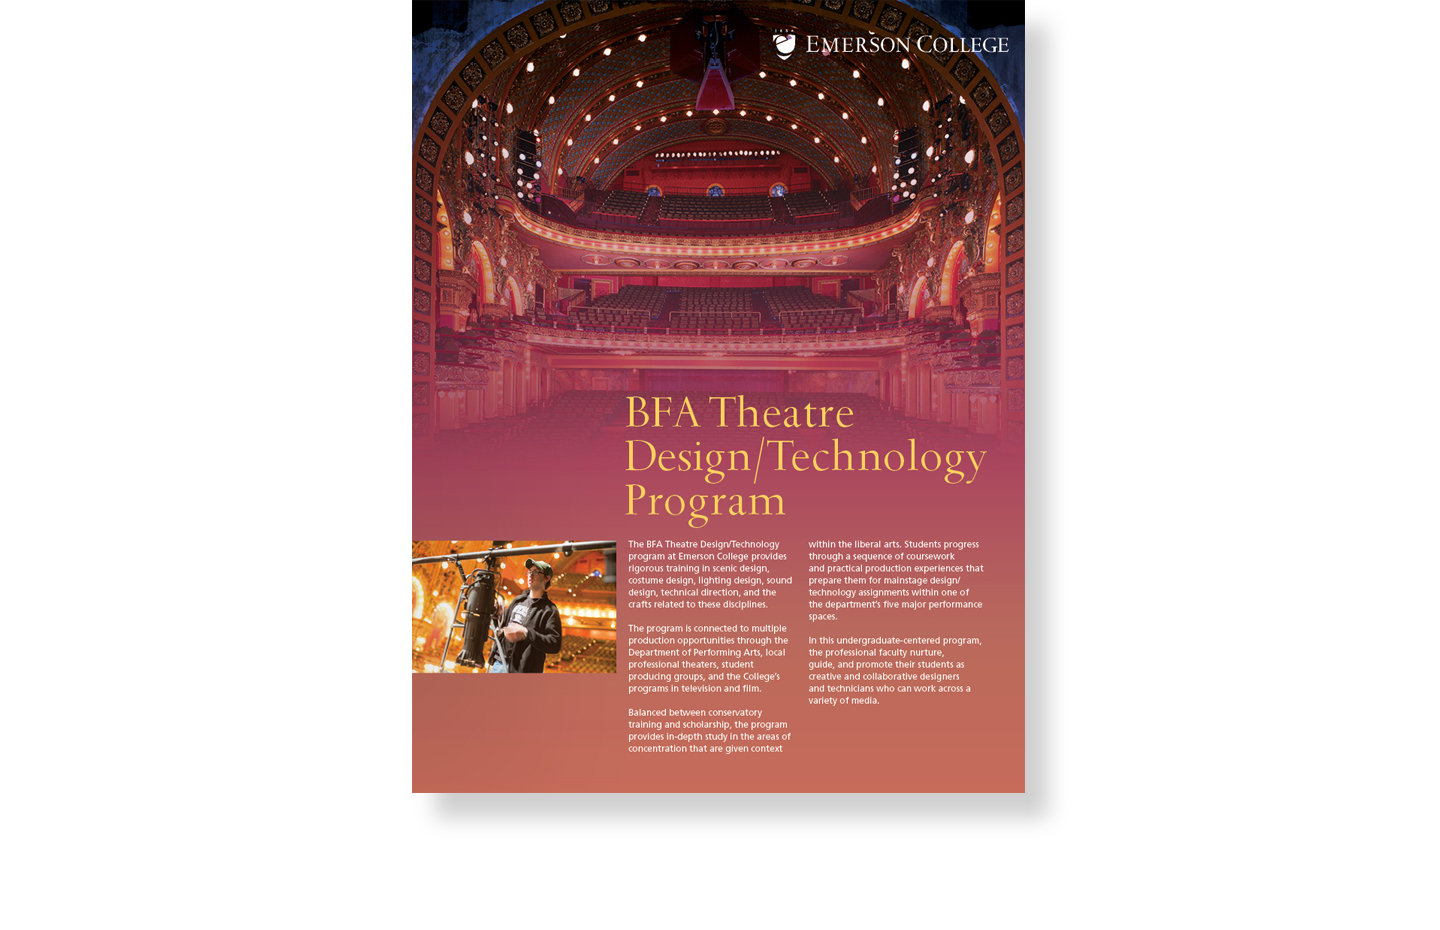 EMERSON COLLEGE
BFA Theatre
Design/Technology
Program
The BFA Theatre Design/Technology
program at Emerson College provides
rigorous training in scenic design,
costume design, lighting design, sound
design, technical direction, and the
crafts related to these disciplines.
The program is connected to multiple
production opportunities through the
Department of Performing Arts, local
professional theaters, student
producing groups, and the College's
programs in television and film.
Balanced between conservatory
training and scholarship, the program
provides in-depth study in the areas of
concentration that are given context
within the liberal arts. Students progress
through a sequence of coursework
and practical production experiences that
prepare them for mainstage design/
technology assignments within one of
the department's five major performance
spaces.
In this undergraduate-centered program,
the professional faculty nurture,
guide, and promote their students as
creative and collaborative designers
and technicians who can work across a
variety of media.